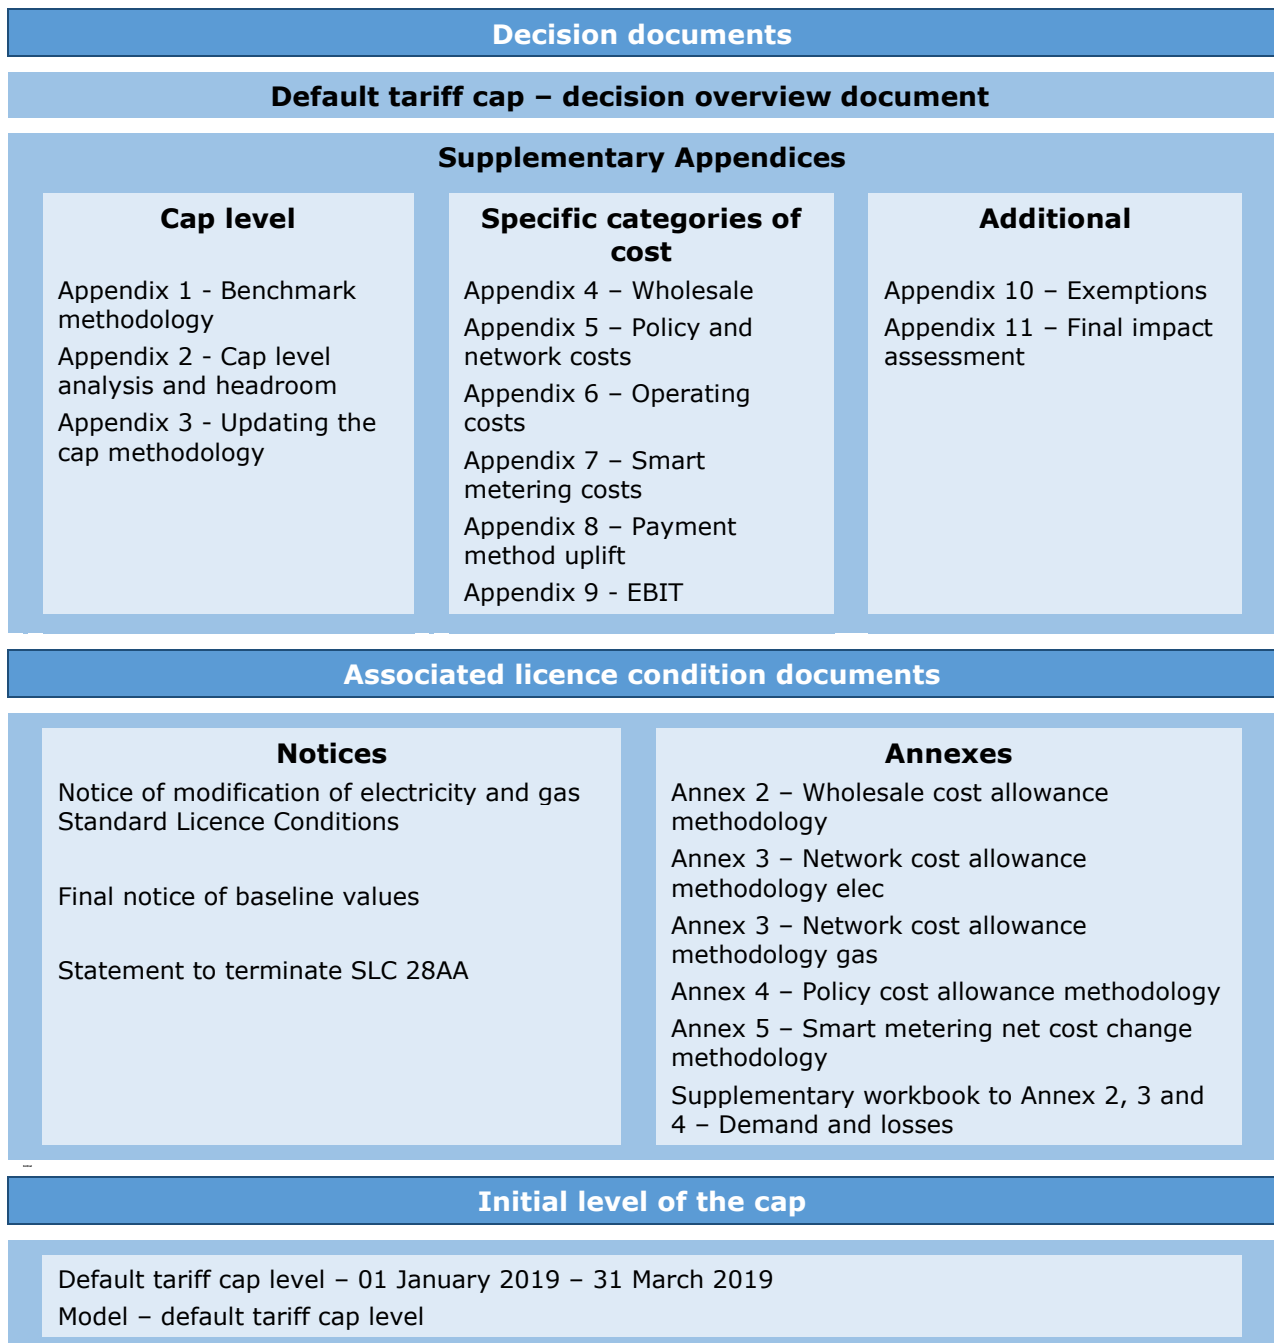 Decision documents
Default tariff cap – decision overview document
Supplementary Appendices
Cap level
Appendix 1 - Benchmark
methodology
Appendix 2 - Cap level
analysis and headroom
Appendix 3 - Updating the
cap methodology
Specific categories of
cost
Appendix 4 – Wholesale
Appendix 5 – Policy and
network costs
Appendix 6 – Operating
costs
Appendix 7 – Smart
metering costs
Appendix 8 – Payment
method uplift
Appendix 9 - EBIT
Additional
Appendix 10 – Exemptions
Appendix 11 – Final impact
assessment
Associated licence condition documents
Notices
Notice of modification of electricity and gas
Standard Licence Conditions
Final notice of baseline values
Statement to terminate SLC 28AA
Annexes
Annex 2 – Wholesale cost allowance
methodology
Annex 3 – Network cost allowance
methodology elec
Annex 3 – Network cost allowance
methodology gas
Annex 4 – Policy cost allowance methodology
Annex 5 – Smart metering net cost change
methodology
Supplementary workbook to Annex 2, 3 and
4 – Demand and losses
Initial level of the cap
Default tariff cap level – 01 January 2019 – 31 March 2019
Model – default tariff cap level